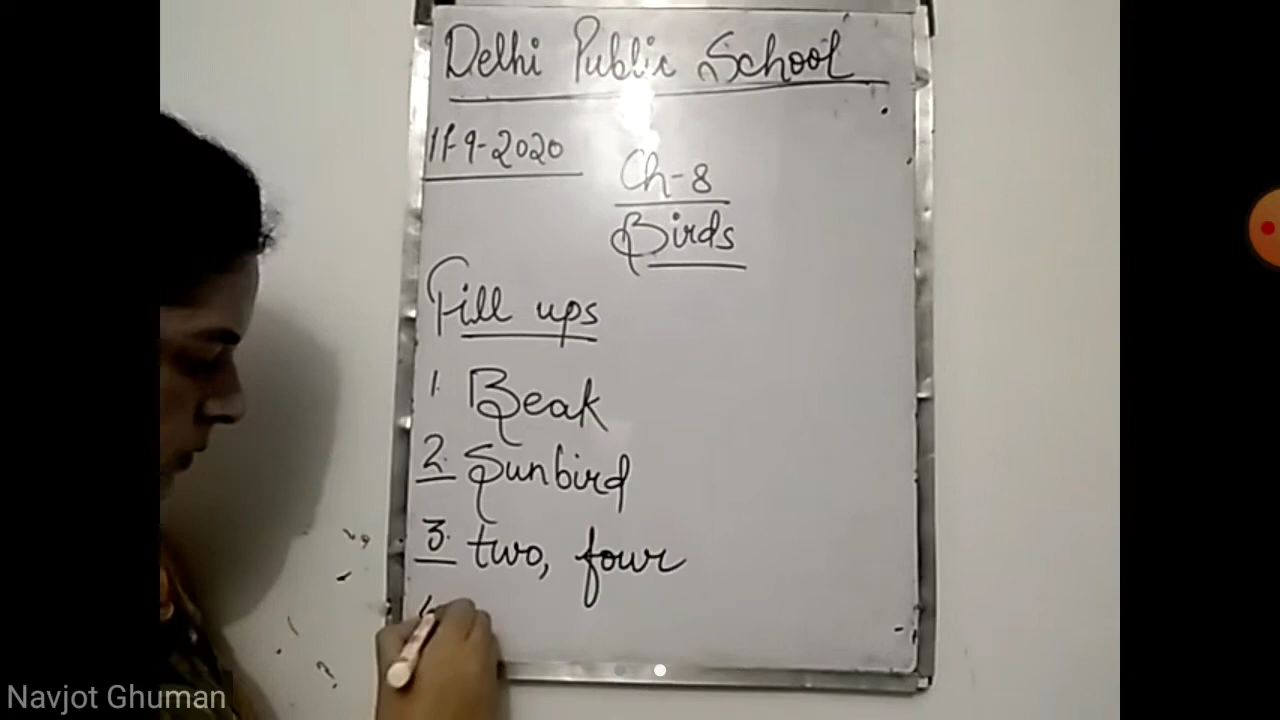 Delhi Public School
11-9-2020
Ch-8
Birds
Fill ups
1. Beak
2. Sunbird
3. two, four
Navjot Ghuman